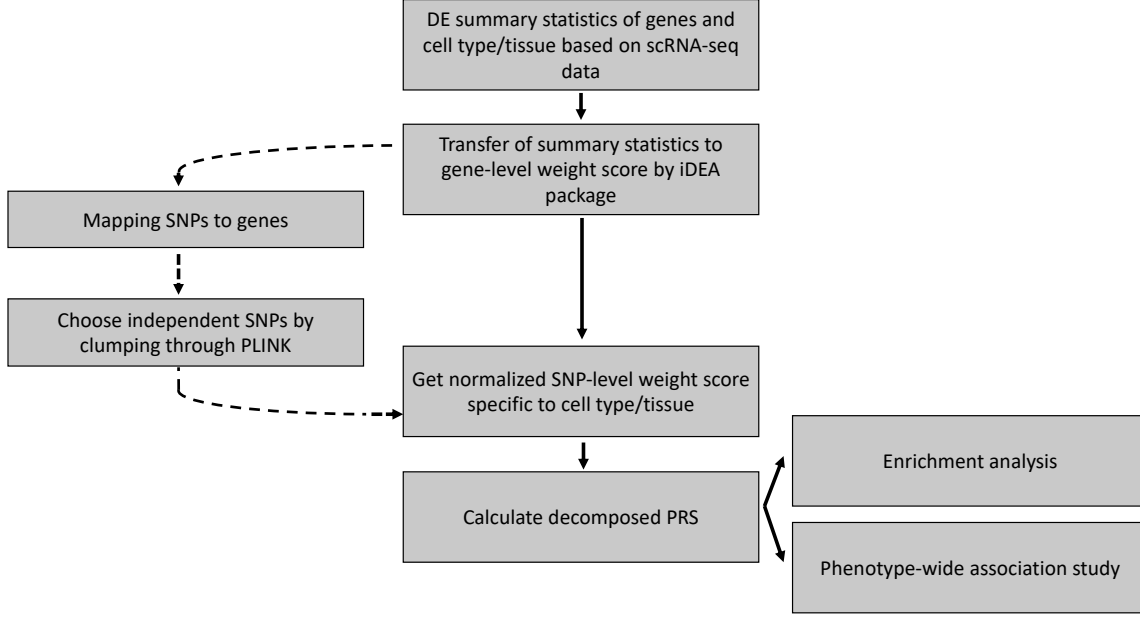 DE summary statistics of genes and
cell type/tissue based on scRNA-seq
data
Transfer of summary statistics to
gene-level weight score by iDEA
package
Mapping SNPs to genes
Choose independent SNPs by
clumping through PLINK
Get normalized SNP-level weight score
specific to cell type/tissue
Calculate decomposed PRS
Enrichment analysis
Phenotype-wide association study